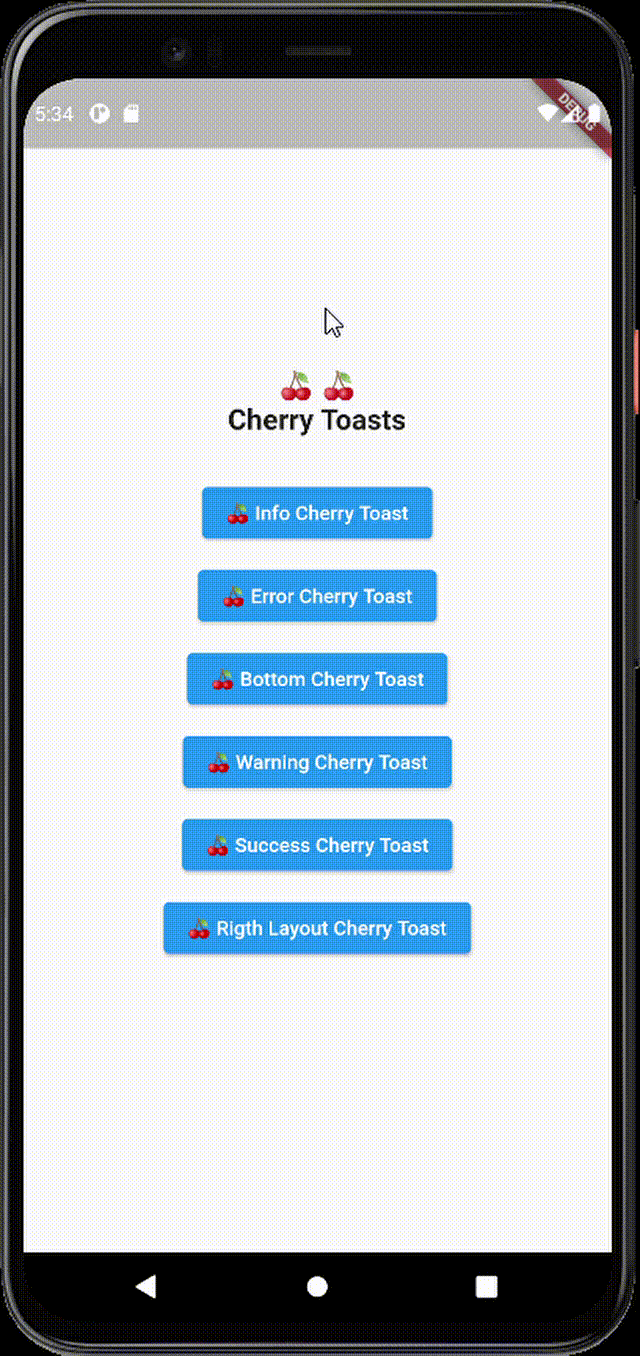 5:34
DEBUG
🍒 🍒
Cherry Toasts
🍒 Info Cherry Toast
🍒 Error Cherry Toast
🍒 Bottom Cherry Toast
🍒 Warning Cherry Toast
🍒 Success Cherry Toast
🍒 Rigth Layout Cherry Toast